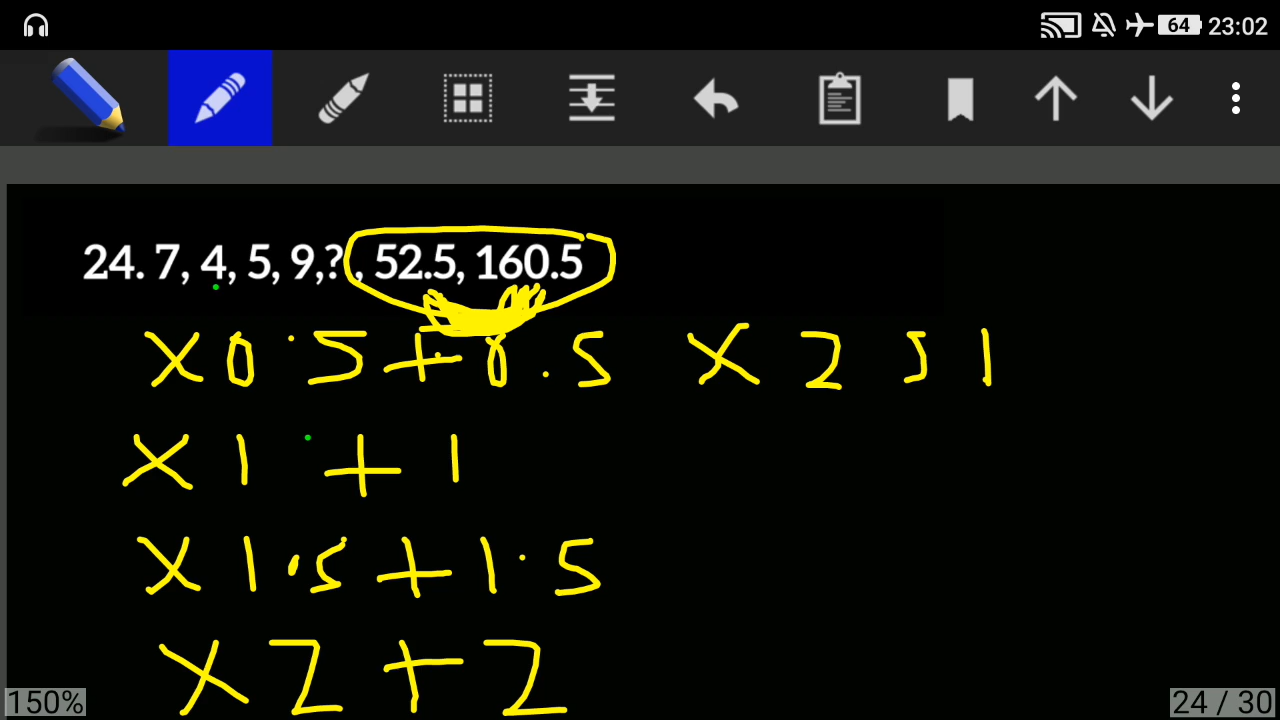 64 23:02
24. 7, 4, 5, 9,? , 52.5, 160.5
x 0.5 + 0.5 x 2 5 1
x 1 + 1
x 1.5 + 1.5
x 2 + 2
150% 24 / 30